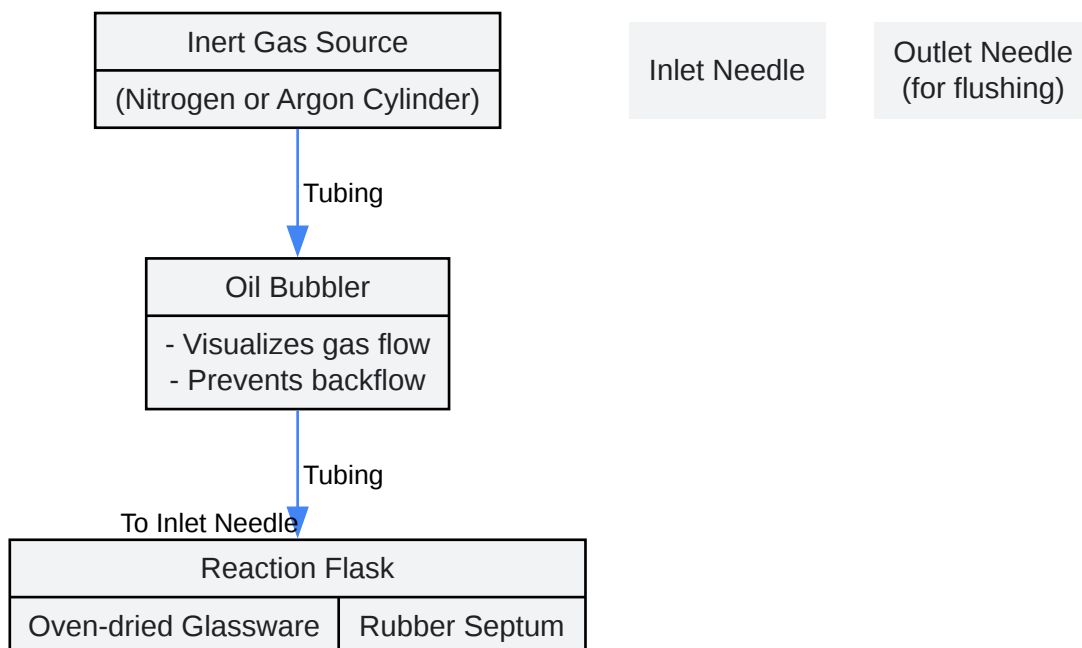 Inert Gas Source
(Nitrogen or Argon Cylinder)
Inlet Needle
Outlet Needle
(for flushing)
Tubing
Oil Bubbler
- Visualizes gas flow
- Prevents backflow
Tubing
To Inlet Needle
Reaction Flask
Oven-dried Glassware
Rubber Septum